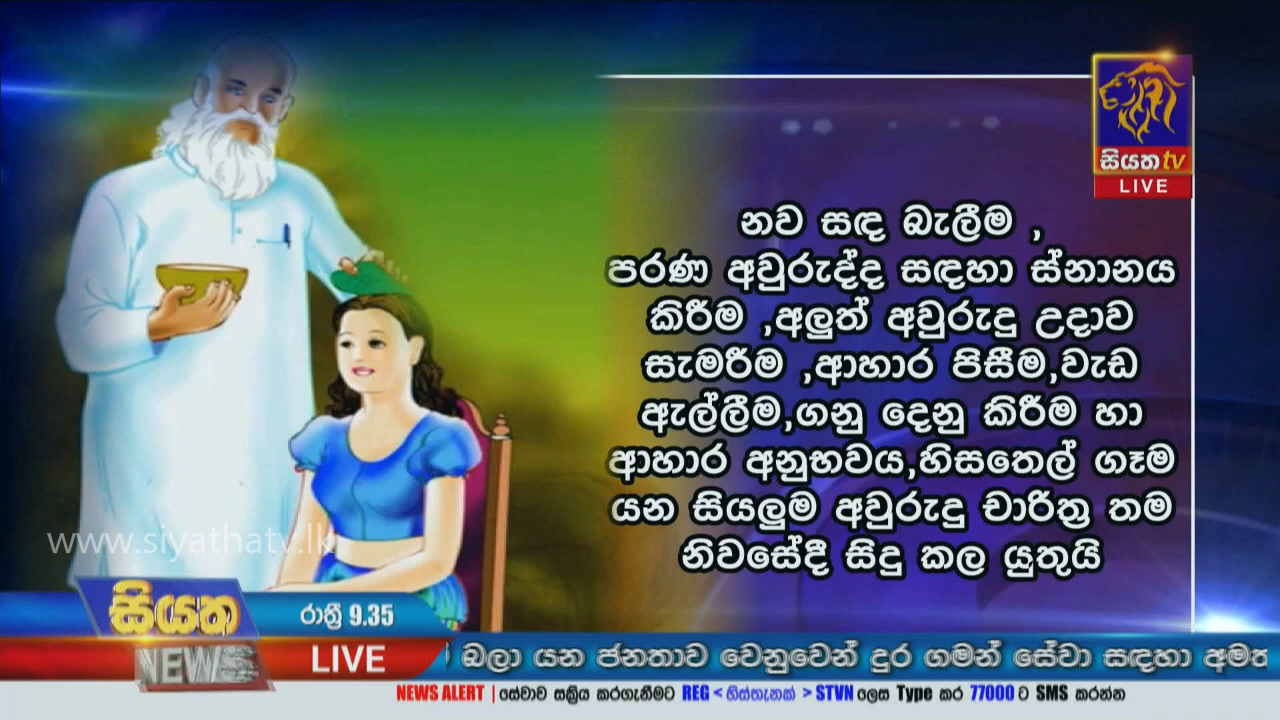 සියත tv
LIVE
නව සඳ බැලීම ,
පරණ අවුරුද්ද සඳහා ස්නානය
කිරීම ,අලුත් අවුරුදු උදාව
සැමරීම ,ආහාර පිසීම,වැඩ
ඇල්ලීම,ගනු දෙනු කිරීම හා
ආහාර අනුභවය,හිසතෙල් ගෑම
යන සියලුම අවුරුදු චාරිත්‍ර තම
නිවසේදී සිදු කල යුතුයි
www.siyathatv.lk
සියත රාත්‍රී 9.35
NEWS LIVE බලා යන ජනතාව වෙනුවෙන් දුර ගමන් සේවා සඳහා
NEWS ALERT | සේවාව සක්‍රිය කරගැනීමට REG < හිස්තැනක් > STVN ලෙස Type කර 77000 ට SMS කරන්න